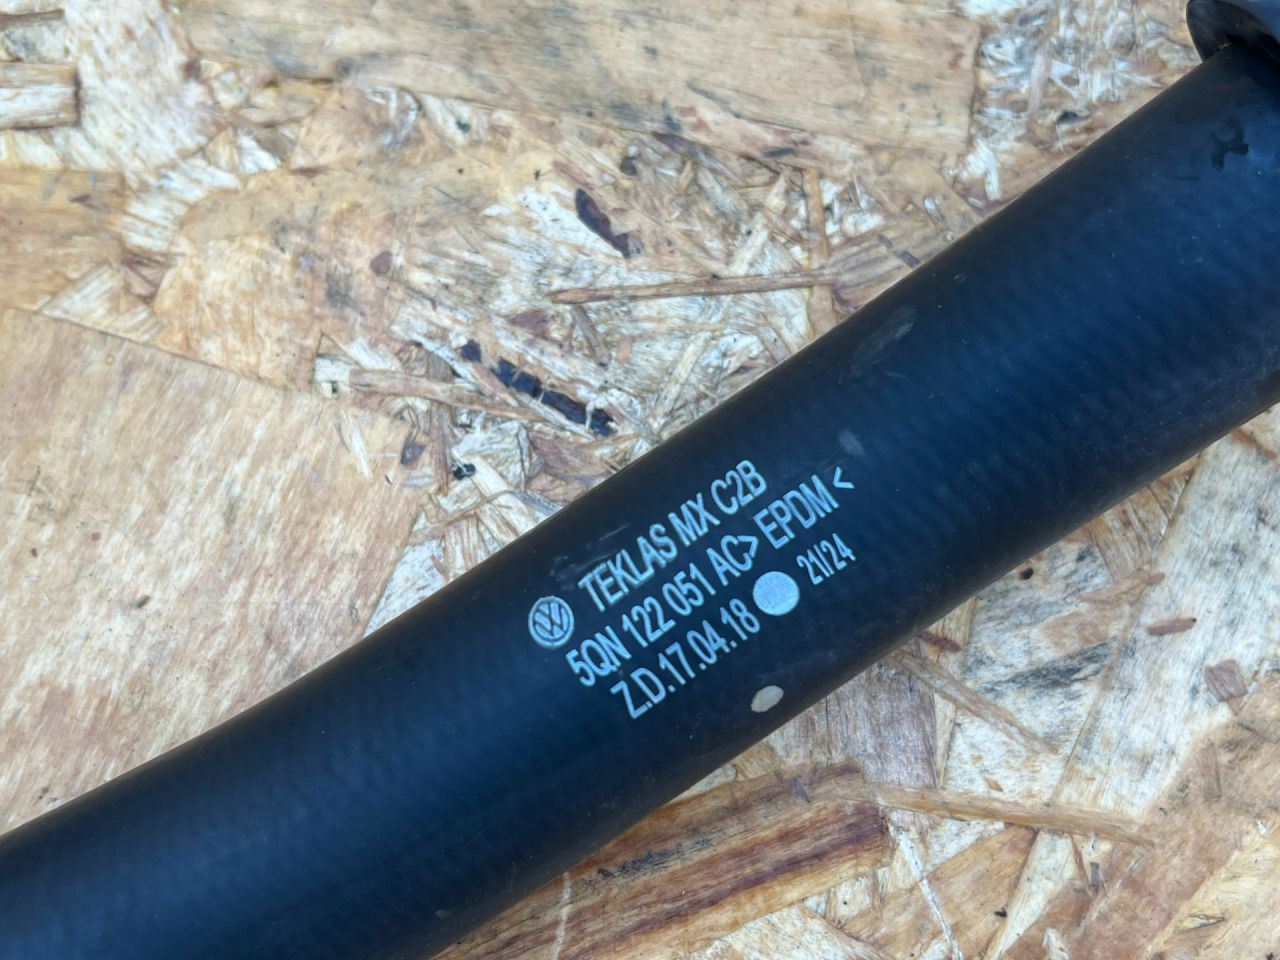 TEKLAS MX C2B
5QN 122 051 AC> EPDM <
Z.D.17.04.18 21/24